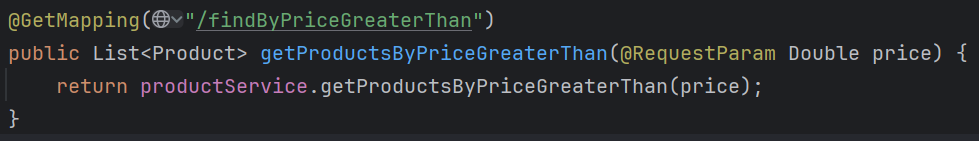 @GetMapping("/findByPriceGreaterThan")
public List<Product> getProductsByPriceGreaterThan(@RequestParam Double price) {
    return productService.getProductsByPriceGreaterThan(price);
}